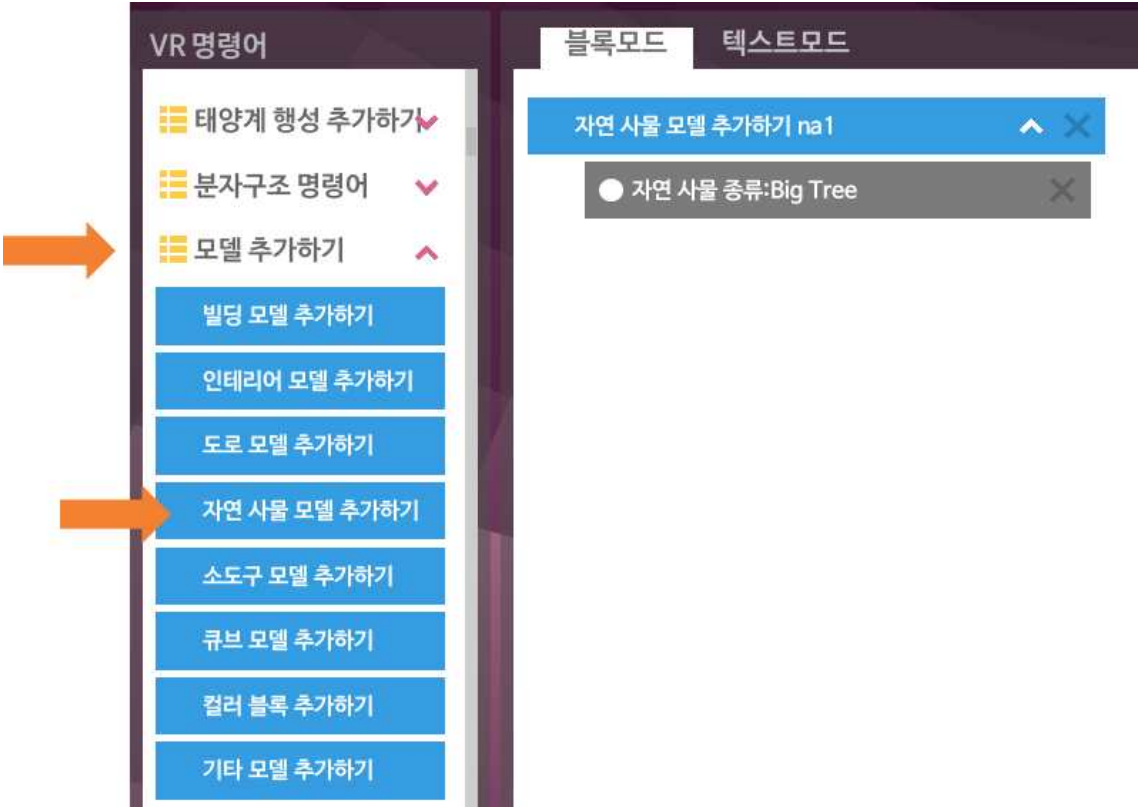 VR 명령어
태양계 행성 추가하기
분자구조 명령어
모델 추가하기
빌딩 모델 추가하기
인테리어 모델 추가하기
도로 모델 추가하기
자연 사물 모델 추가하기
소도구 모델 추가하기
큐브 모델 추가하기
컬러 블록 추가하기
기타 모델 추가하기
블록모드 텍스트모드
자연 사물 모델 추가하기 na1
자연 사물 종류:Big Tree